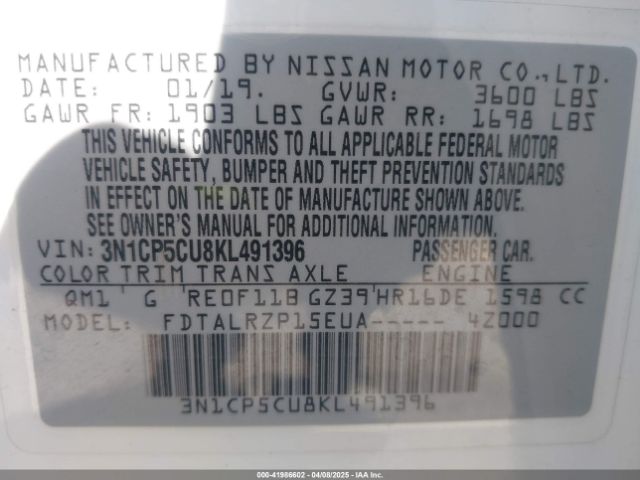 MANUFACTURED BY NISSAN MOTOR CO., LTD.
DATE: 01/19. GVWR: 3600 LBS
GAWR FR: 1903 LBS GAWR RR: 1698 LBS
THIS VEHICLE CONFORMS TO ALL APPLICABLE FEDERAL MOTOR
VEHICLE SAFETY, BUMPER AND THEFT PREVENTION STANDARDS
IN EFFECT ON THE DATE OF MANUFACTURE SHOWN ABOVE.
SEE OWNER'S MANUAL FOR ADDITIONAL INFORMATION.
VIN: 3N1CP5CU8KL491396 PASSENGER CAR.
COLOR TRIM TRANS AXLE ENGINE
QM1 G RE0F11B GZ39 HR16DE 1598 CC
MODEL: FDTALRZP15EUA----- 4Z000
3N1CP5CU8KL491396
000-41986602 - 04/08/2025 - COPART